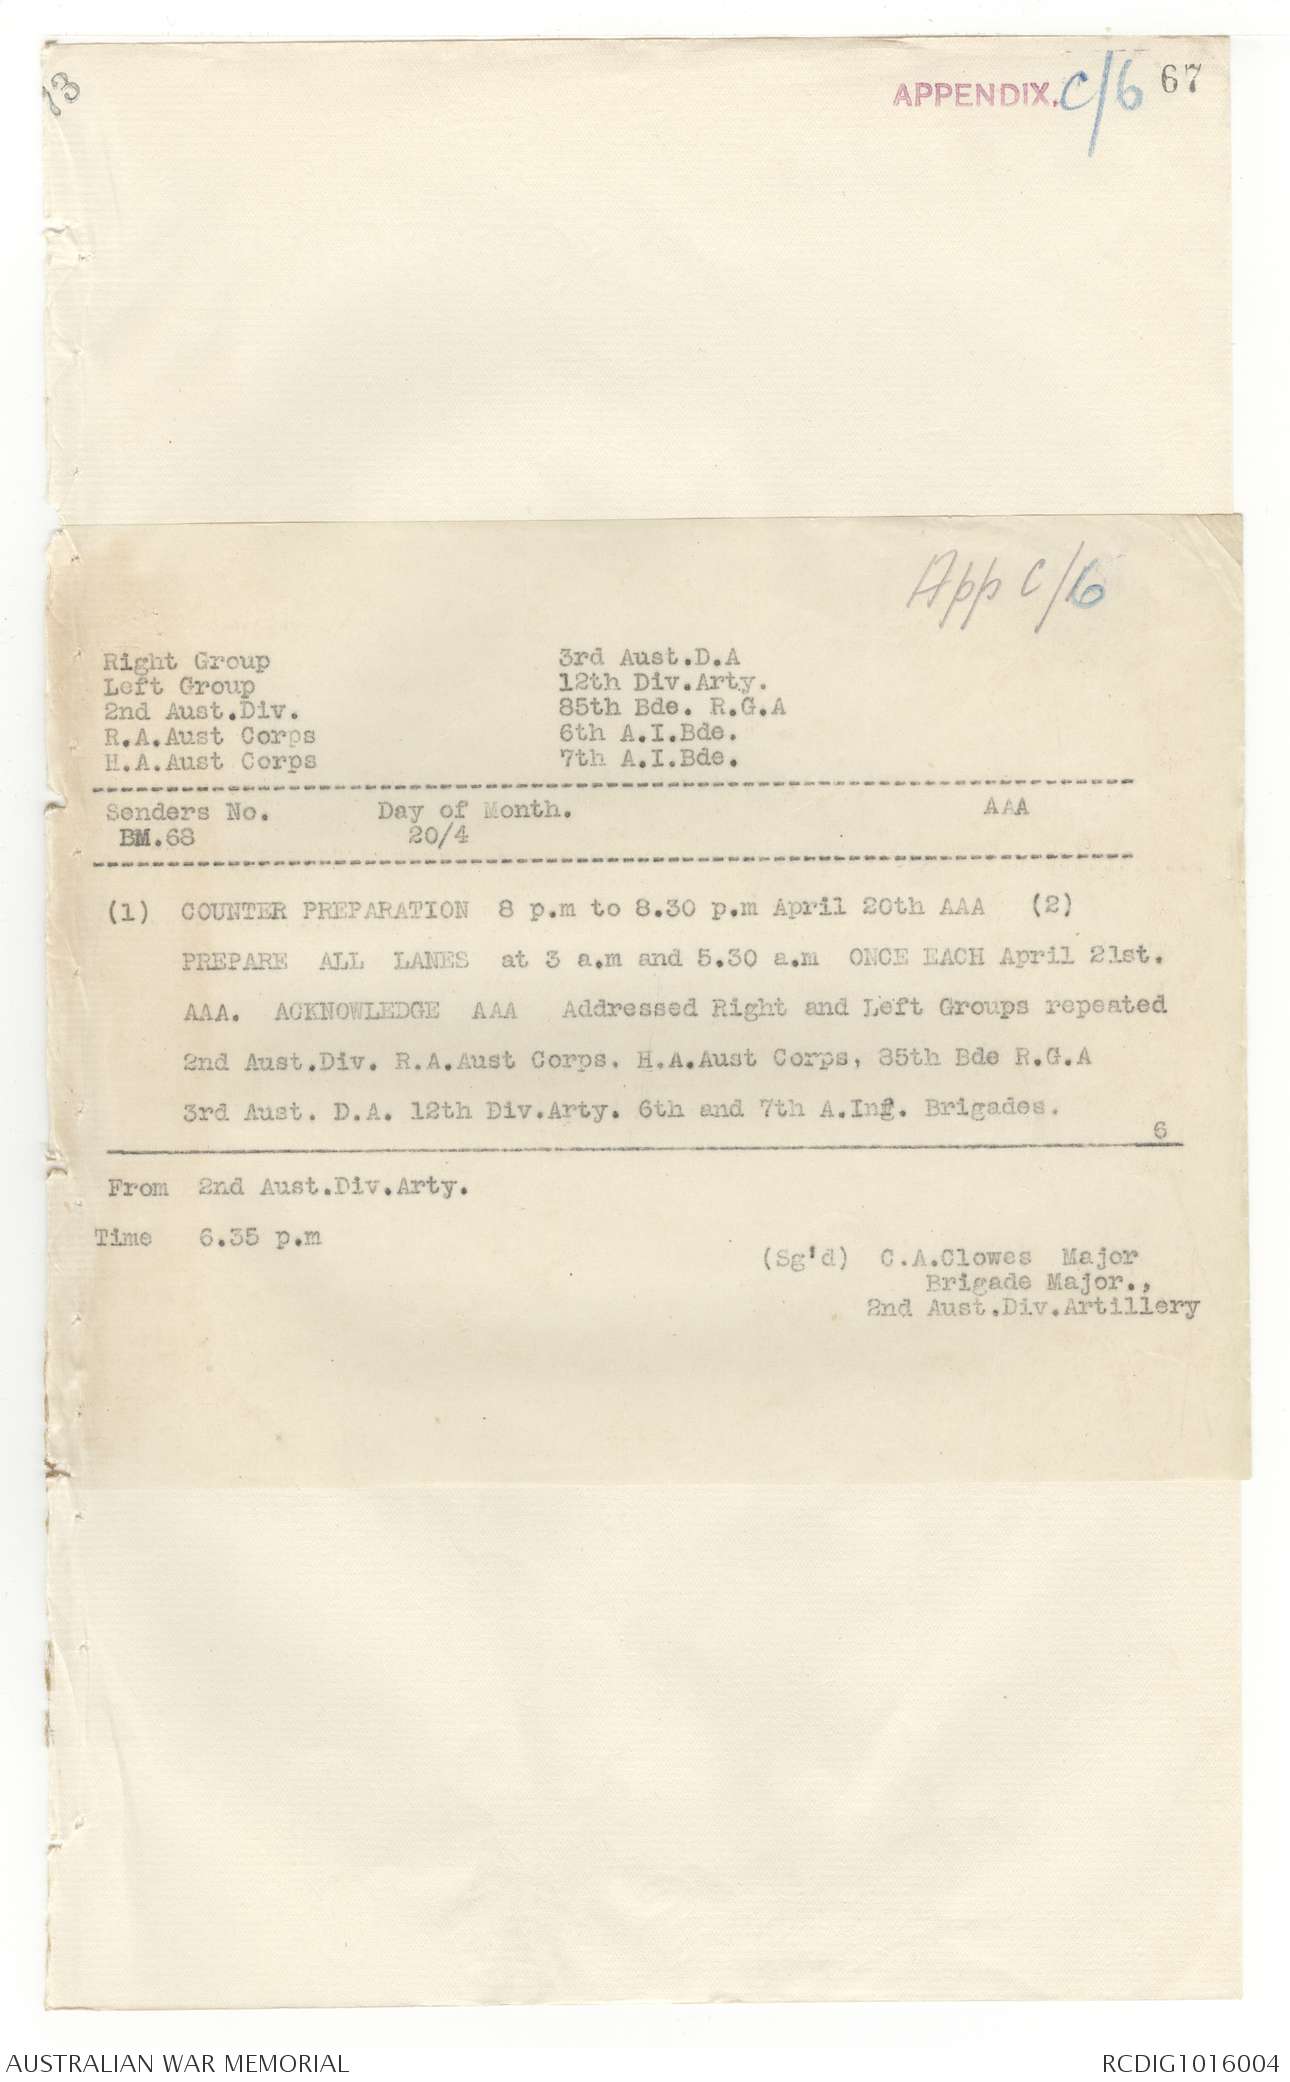 73
APPENDIX. C/6 67
App C/6
Right Group 3rd Aust.D.A
Left Group 12th Div.Arty.
2nd Aust.Div. 85th Bde. R.G.A
R.A.Aust Corps 6th A.I.Bde.
H.A.Aust Corps 7th A.I.Bde.
Senders No. Day of Month. AAA
BM.68 20/4
(1) COUNTER PREPARATION 8 p.m to 8.30 p.m April 20th AAA (2)
PREPARE ALL LANES at 3 a.m and 5.30 a.m ONCE EACH April 21st.
AAA. ACKNOWLEDGE AAA Addressed Right and Left Groups repeated
2nd Aust.Div. R.A.Aust Corps. H.A.Aust Corps, 85th Bde R.G.A
3rd Aust. D.A. 12th Div.Arty. 6th and 7th A.Inf. Brigades.
6
From 2nd Aust.Div.Arty.
Time 6.35 p.m
(Sg'd) C.A.Clowes Major
Brigade Major.,
2nd Aust.Div.Artillery
AUSTRALIAN WAR MEMORIAL RCDIG1016004